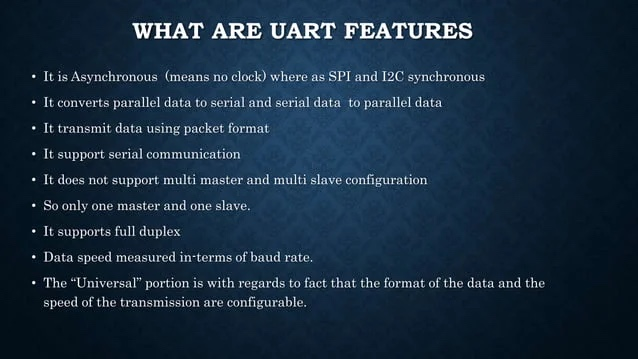 WHAT ARE UART FEATURES
• It is Asynchronous (means no clock) where as SPI and I2C synchronous
• It converts parallel data to serial and serial data to parallel data
• It transmit data using packet format
• It support serial communication
• It does not support multi master and multi slave configuration
• So only one master and one slave.
• It supports full duplex
• Data speed measured in-terms of baud rate.
• The “Universal” portion is with regards to fact that the format of the data and the
speed of the transmission are configurable.